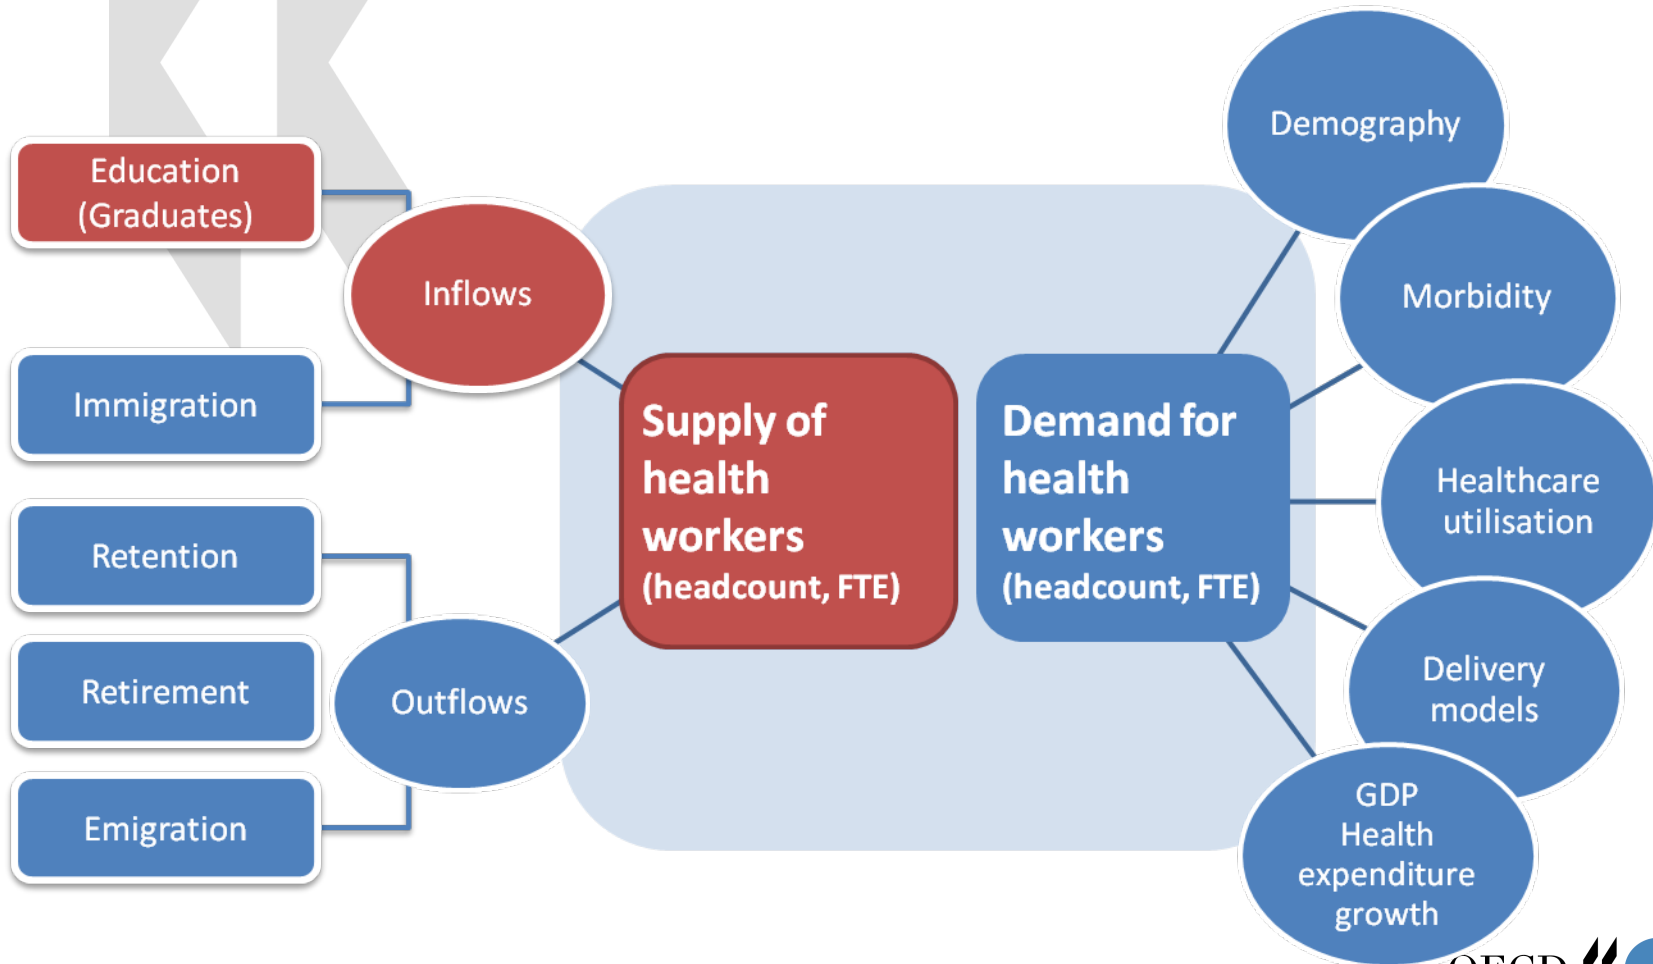 Education
(Graduates)
Immigration
Retention
Retirement
Emigration
Inflows
Outflows
Supply of
health
workers
(headcount, FTE)
Demand for
health
workers
(headcount, FTE)
Demography
Morbidity
Healthcare
utilisation
Delivery
models
GDP
Health
expenditure
growth
OECD